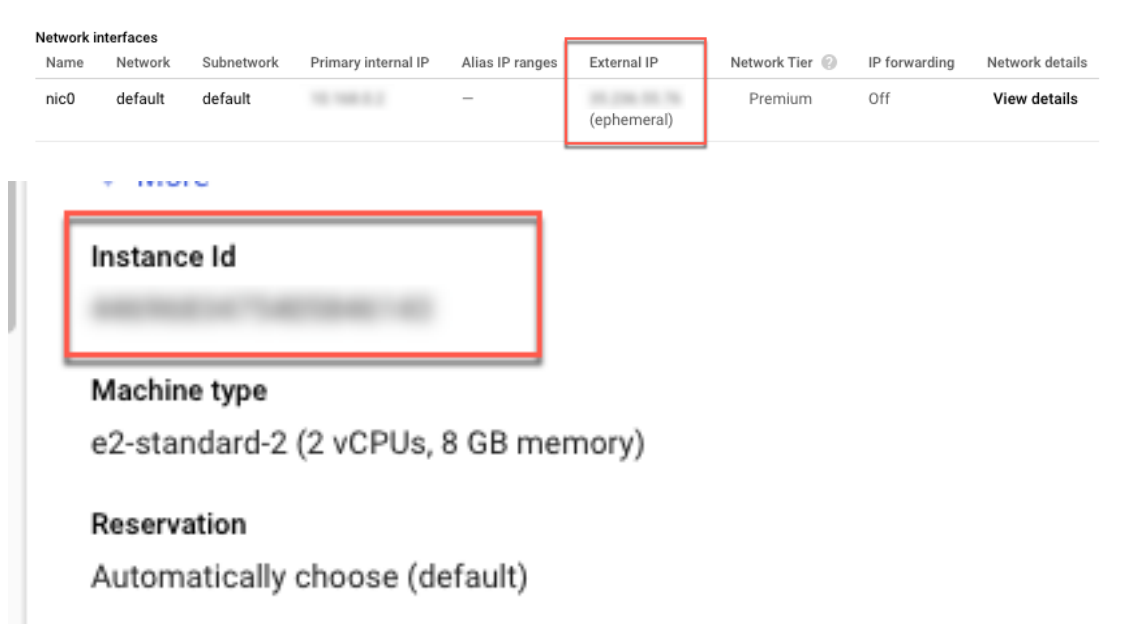 Network interfaces
Name Network Subnetwork Primary internal IP Alias IP ranges External IP Network Tier IP forwarding Network details
nic0 default default — Premium Off View details
(ephemeral)
Instance Id
Machine type
e2-standard-2 (2 vCPUs, 8 GB memory)
Reservation
Automatically choose (default)